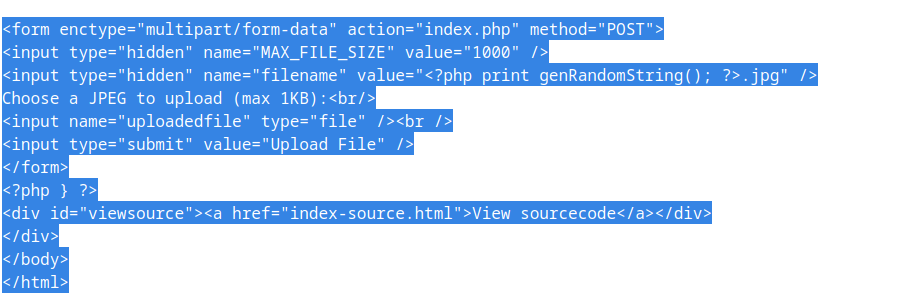 <form enctype="multipart/form-data" action="index.php" method="POST">
<input type="hidden" name="MAX_FILE_SIZE" value="1000" />
<input type="hidden" name="filename" value="<?php print genRandomString(); ?>.jpg" />
Choose a JPEG to upload (max 1KB):<br/>
<input name="uploadedfile" type="file" /><br />
<input type="submit" value="Upload File" />
</form>
<?php } ?>
<div id="viewsource"><a href="index-source.html">View sourcecode</a></div>
</div>
</body>
</html>